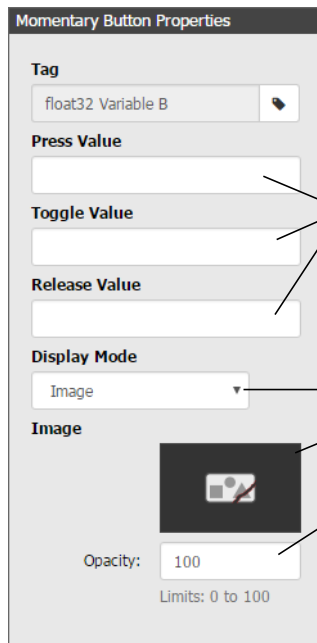 Momentary Button Properties
Tag
float32 Variable B
Press Value
Toggle Value
Release Value
Display Mode
Image
Image
Opacity: 100
Limits: 0 to 100